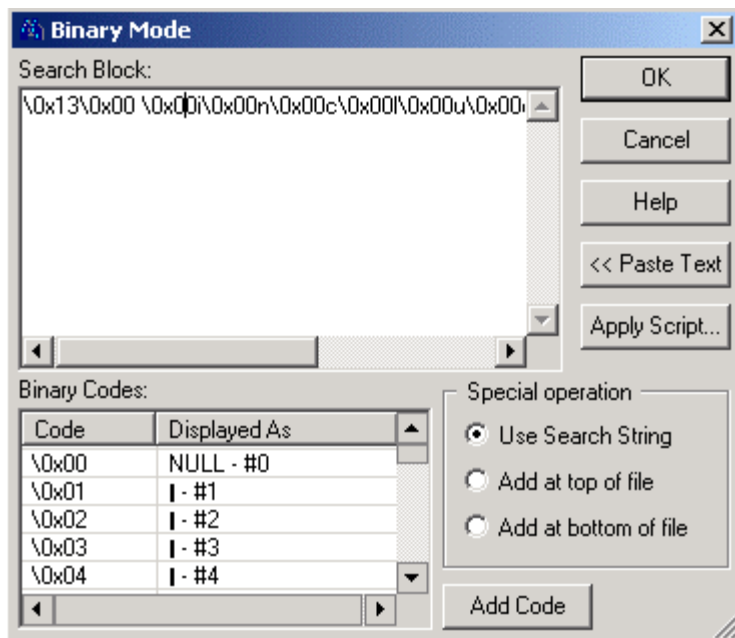 Binary Mode
Search Block:
\0x13\0x00 \0x00i\0x00n\0x00c\0x00l\0x00u\0x00
OK
Cancel
Help
<< Paste Text
Apply Script...
Binary Codes:
Code Displayed As
\0x00 NULL - #0
\0x01 - #1
\0x02 - #2
\0x03 - #3
\0x04 - #4
Special operation
Use Search String
Add at top of file
Add at bottom of file
Add Code